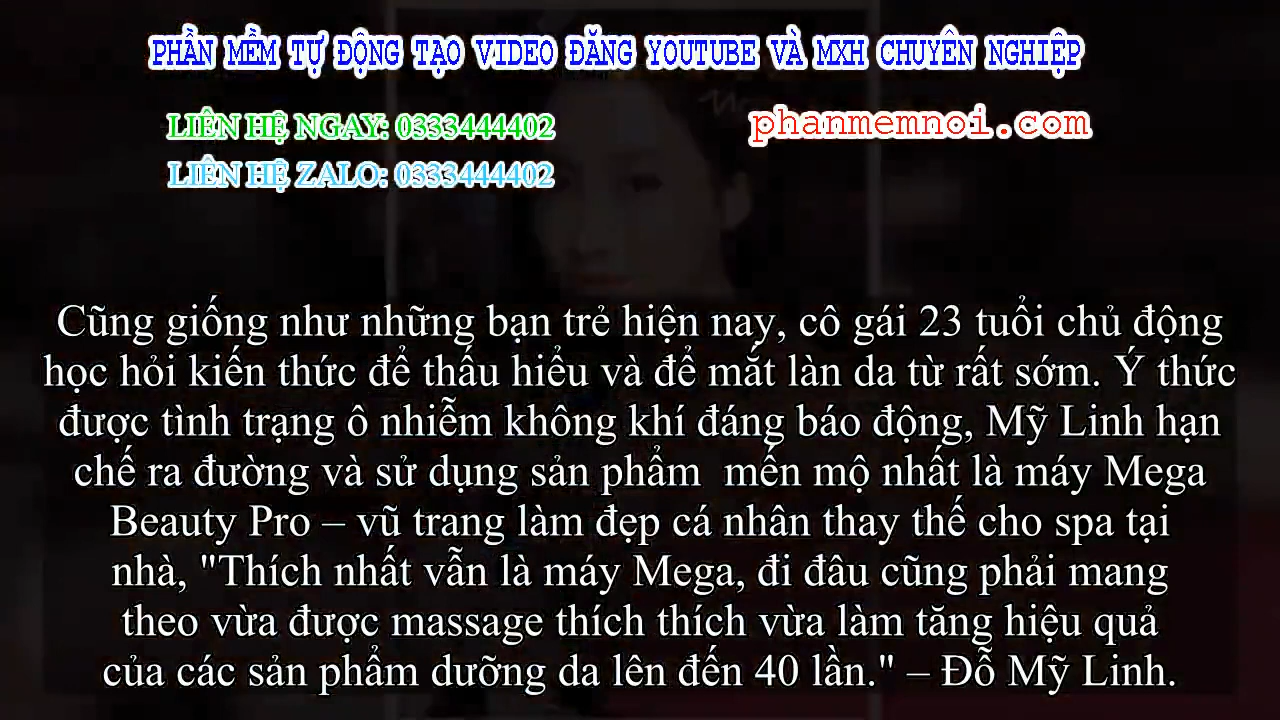 PHẦN MỀM TỰ ĐỘNG TẠO VIDEO ĐĂNG YOUTUBE VÀ MXH CHUYÊN NGHIỆP
LIÊN HỆ NGAY: 0333444402
phanmemnoi.com
LIÊN HỆ ZALO: 0333444402
Cũng giống như những bạn trẻ hiện nay, cô gái 23 tuổi chủ động
học hỏi kiến thức để thấu hiểu và để mắt làn da từ rất sớm. Ý thức
được tình trạng ô nhiễm không khí đáng báo động, Mỹ Linh hạn
chế ra đường và sử dụng sản phẩm  mến mộ nhất là máy Mega
Beauty Pro – vũ trang làm đẹp cá nhân thay thế cho spa tại
nhà, "Thích nhất vẫn là máy Mega, đi đâu cũng phải mang
theo vừa được massage thích thích vừa làm tăng hiệu quả
của các sản phẩm dưỡng da lên đến 40 lần." – Đỗ Mỹ Linh.